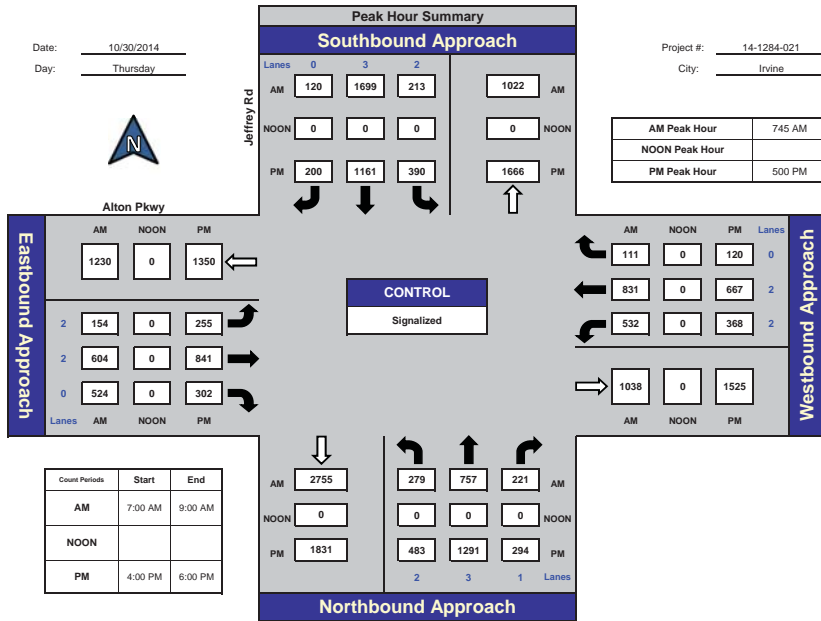 Peak Hour Summary
Southbound Approach
Date: 10/30/2014
Day: Thursday
Project #: 14-1284-021
City: Irvine
N
Jeffrey Rd
Lanes 0 3 2
AM 120 1699 213 1022 AM
NOON 0 0 0 0 NOON
PM 200 1161 390 1666 PM
AM Peak Hour 745 AM
NOON Peak Hour
PM Peak Hour 500 PM
Alton Pkwy
Eastbound Approach
AM NOON PM
1230 0 1350
2 154 0 255
2 604 0 841
0 524 0 302
Lanes AM NOON PM
CONTROL
Signalized
Westbound Approach
AM NOON PM Lanes
111 0 120 0
831 0 667 2
532 0 368 2
1038 0 1525
AM NOON PM
AM 2755 279 757 221 AM
NOON 0 0 0 0 NOON
PM 1831 483 1291 294 PM
2 3 1 Lanes
Northbound Approach
Count Periods Start End
AM 7:00 AM 9:00 AM
NOON
PM 4:00 PM 6:00 PM